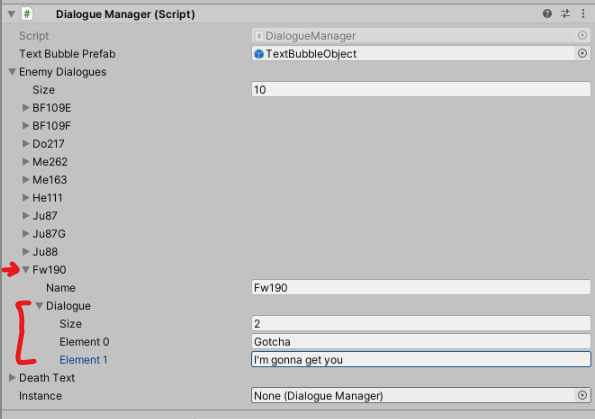 Dialogue Manager (Script)
Script DialogueManager
Text Bubble Prefab TextBubbleObject
Enemy Dialogues
Size 10
BF109E
BF109F
Do217
Me262
Me163
He111
Ju87
Ju87G
Ju88
Fw190
Name Fw190
Dialogue
Size 2
Element 0 Gotcha
Element 1 I'm gonna get you
Death Text
Instance None (Dialogue Manager)